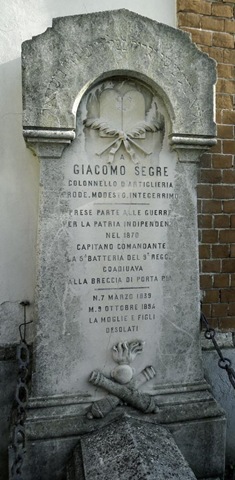 A
GIACOMO SEGRE
COLONNELLO D'ARTIGLIERIA
PRODE, MODESTO, INTEGERRIMO
PRESE PARTE ALLE GUERRE
PER LA PATRIA INDIPENDENTE
NEL 1870
CAPITANO COMANDANTE
LA 5ª BATTERIA DEL 9° REGG.
COADIUVAVA
ALLA BRECCIA DI PORTA PIA
N. 7 MARZO 1839
M. 9 OTTOBRE 1894
LA MOGLIE E FIGLI
DESOLATI